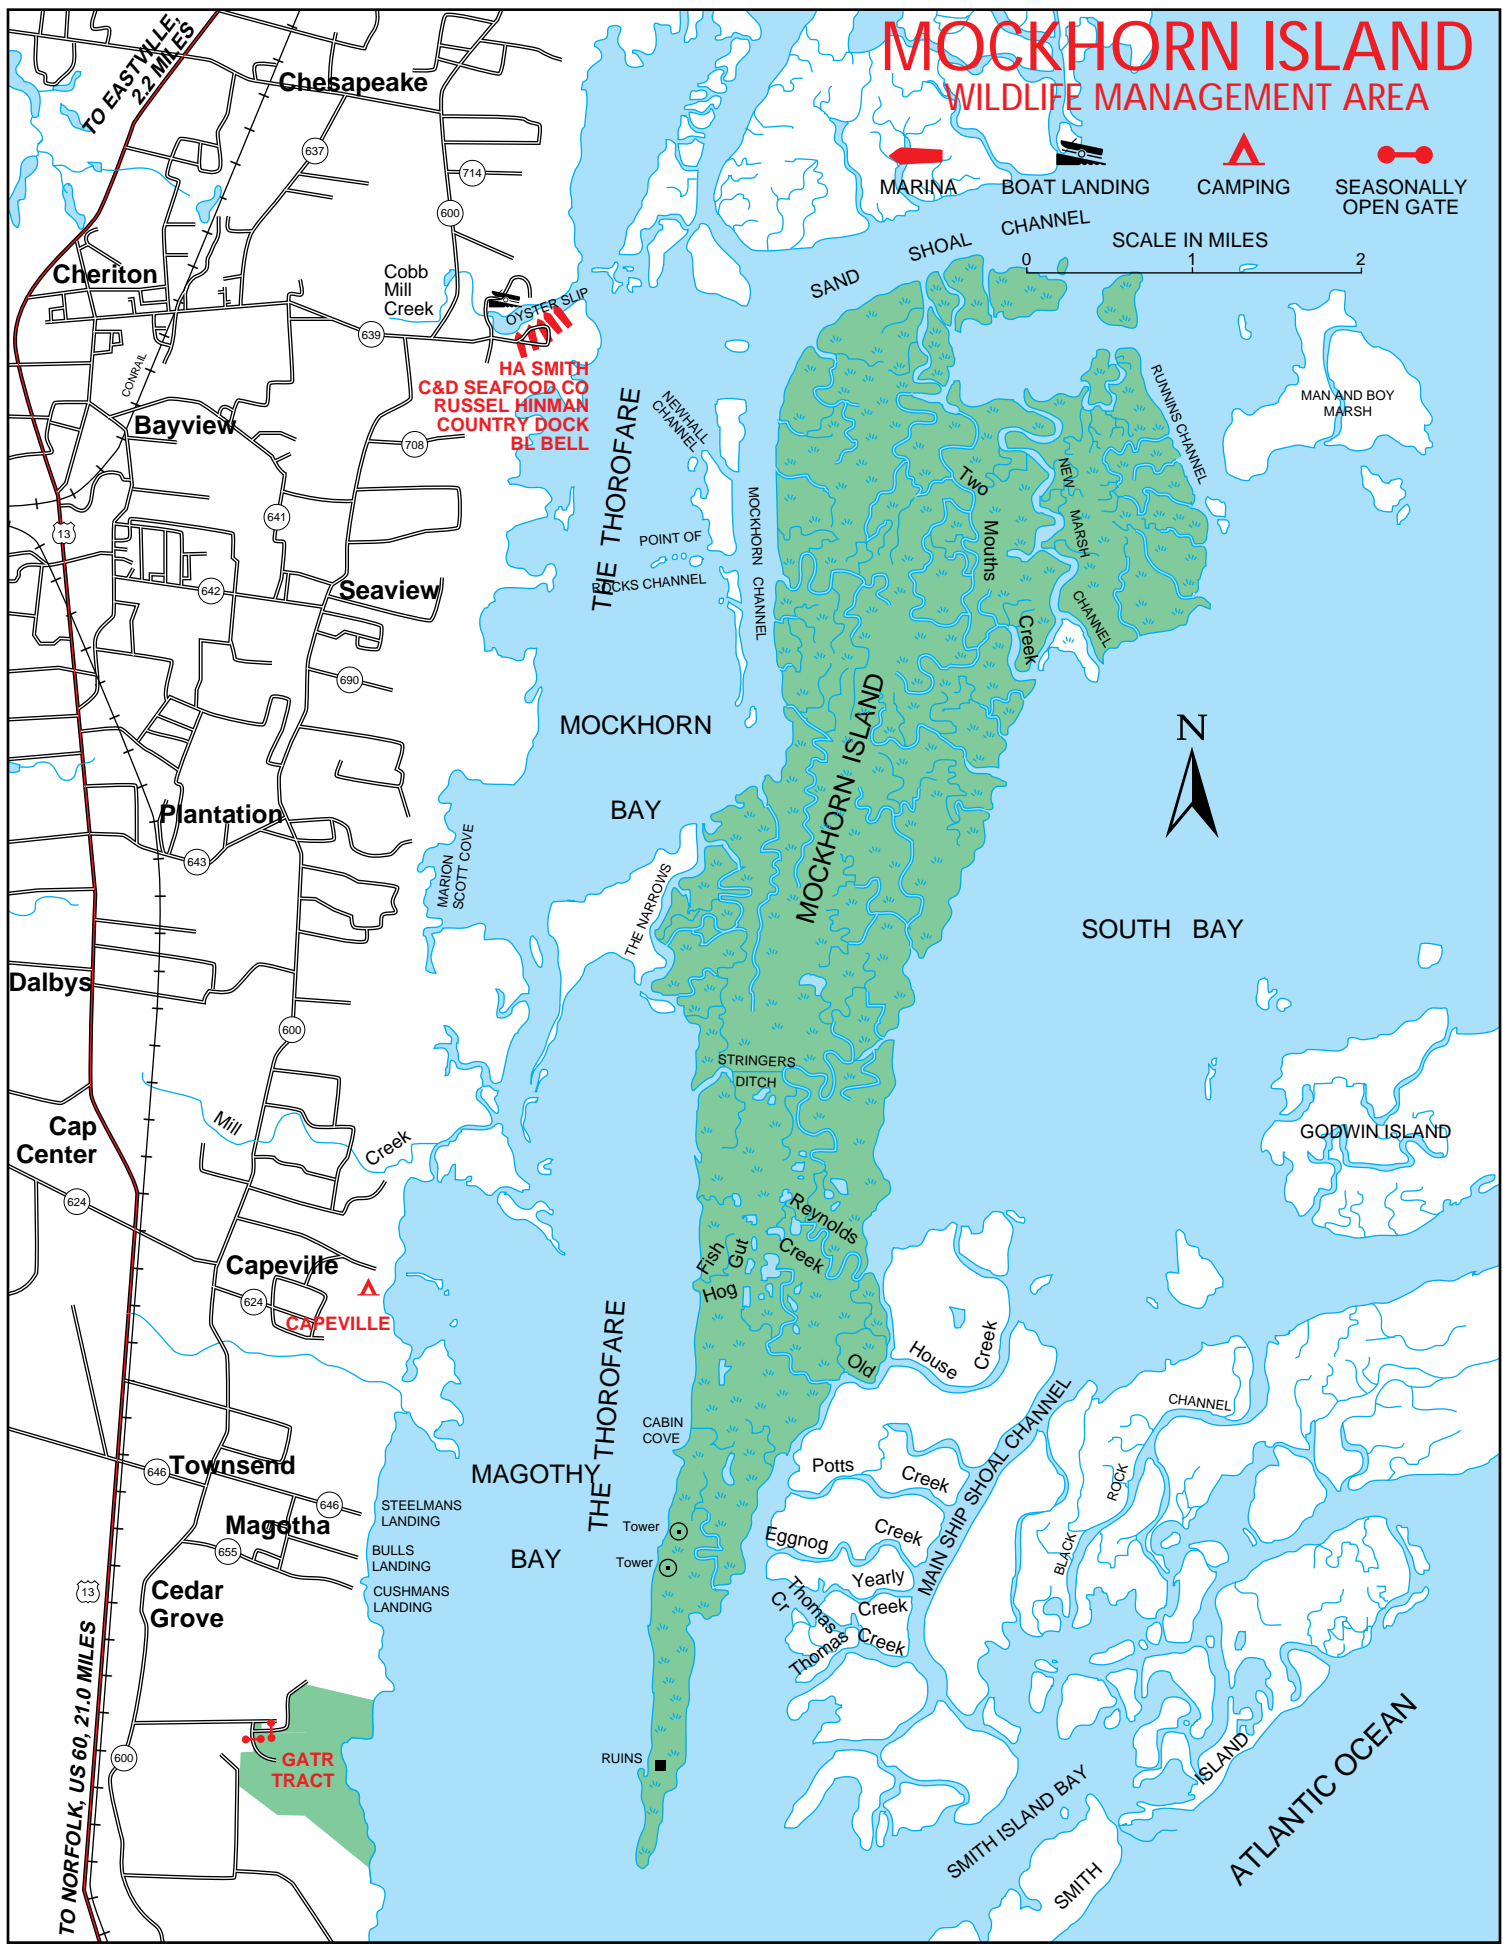 MOCKHORN ISLAND
WILDLIFE MANAGEMENT AREA
MARINA
BOAT LANDING
CAMPING
SEASONALLY
OPEN GATE
SCALE IN MILES
0
1
2
TO EASTVILLE,
2.2 MILES
Chesapeake
637
714
600
Cheriton
Cobb
Mill
Creek
OYSTER SLIP
639
HA SMITH
C&D SEAFOOD CO
RUSSEL HINMAN
COUNTRY DOCK
BL BELL
CONRAIL
Bayview
708
641
13
642
Seaview
690
Plantation
643
MARION
SCOTT COVE
Dalbys
600
Cap
Center
Mill
Creek
624
Capeville
624
CAPEVILLE
646
Townsend
646
Magotha
655
STEELMANS
LANDING
BULLS
LANDING
CUSHMANS
LANDING
13
Cedar
Grove
TO NORFOLK, US 60, 21.0 MILES
600
GATR
TRACT
SAND
SHOAL
CHANNEL
THE THOROFARE
NEWHALL
CHANNEL
POINT OF
ROCKS CHANNEL
MOCKHORN CHANNEL
Two
Mouths
Creek
NEW
MARSH
CHANNEL
RUNNINS CHANNEL
MAN AND BOY
MARSH
MOCKHORN
BAY
MOCKHORN ISLAND
N
THE NARROWS
SOUTH BAY
STRINGERS
DITCH
GODWIN ISLAND
Reynolds
Creek
Fish
Gut
Hog
Old
House
Creek
THE THOROFARE
CABIN
COVE
MAGOTHY
BAY
Tower
Tower
RUINS
Potts
Creek
Eggnog
Creek
Yearly
Creek
Thomas
Cr
Thomas
Creek
MAIN SHIP SHOAL CHANNEL
BLACK
ROCK
CHANNEL
SMITH ISLAND BAY
SMITH
ISLAND
ATLANTIC OCEAN